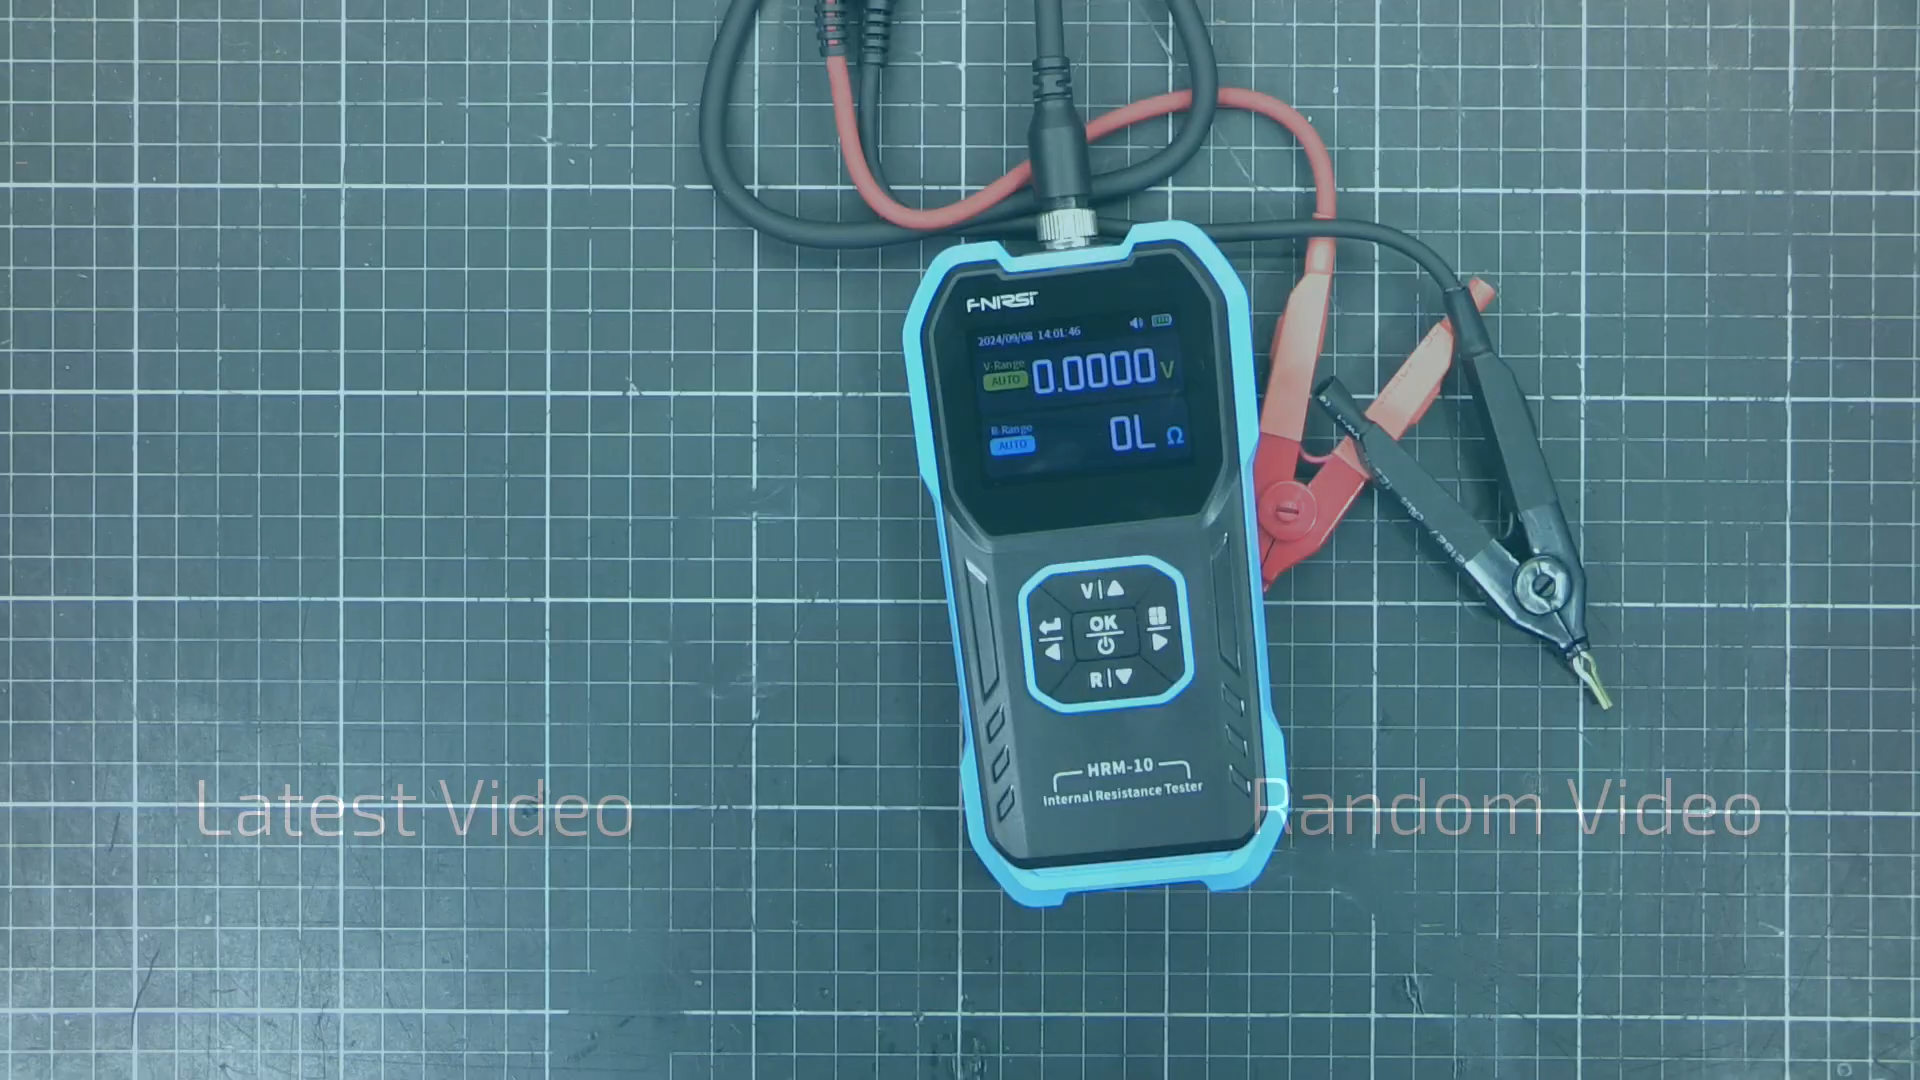 FNIRSI
2024/09/08 14:01:46
V-Range
AUTO
0.0000 V
R-Range
AUTO
0L Ω
V|▲
OK
◀
▶
R|▼
HRM-10
Internal Resistance Tester
Latest Video
Random Video